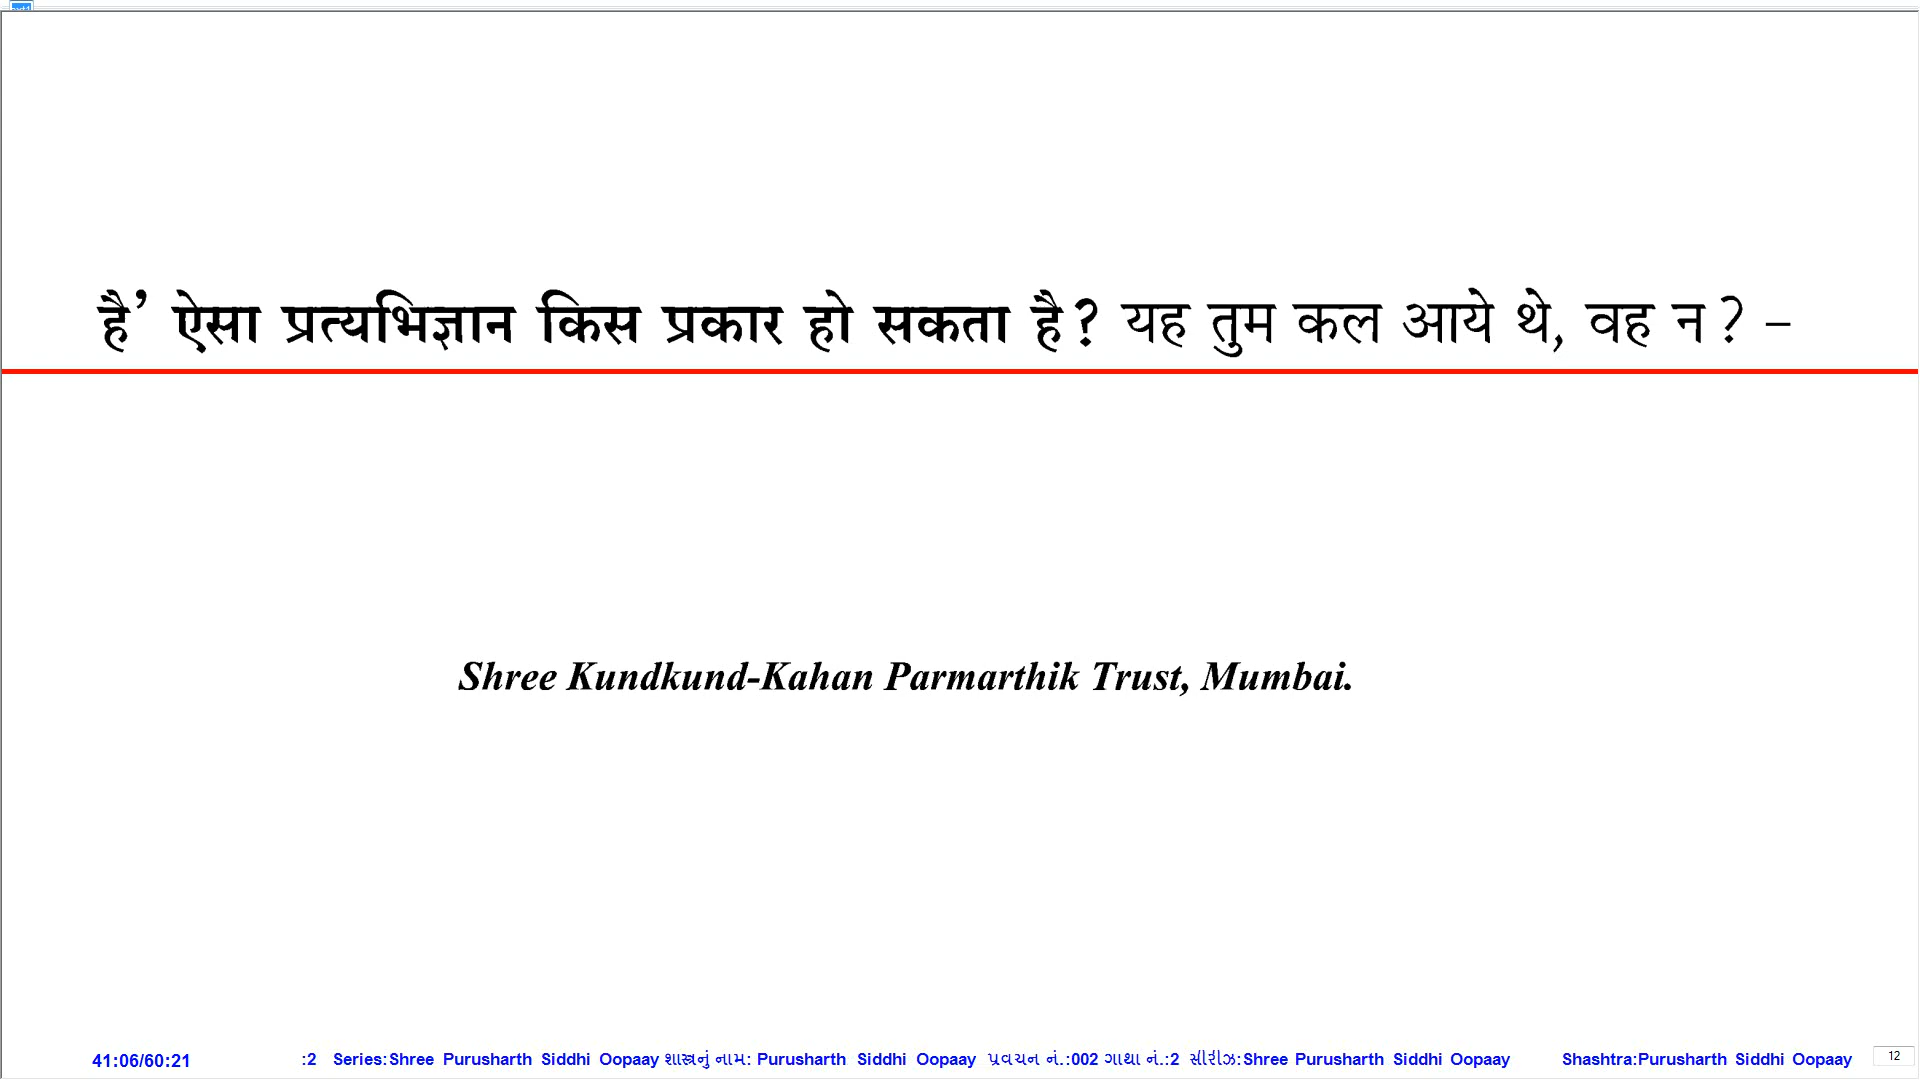 है’ ऐसा प्रत्यभिज्ञान किस प्रकार हो सकता है? यह तुम कल आये थे, वह न? –
Shree Kundkund-Kahan Parmarthik Trust, Mumbai.
41:06/60:21 :2 Series:Shree Purusharth Siddhi Oopaay શાસ્ત્રનું નામ: Purusharth Siddhi Oopaay પ્રવચન નં.:002 ગાથા નં.:2 સીરીઝ:Shree Purusharth Siddhi Oopaay Shashtra:Purusharth Siddhi Oopaay 12